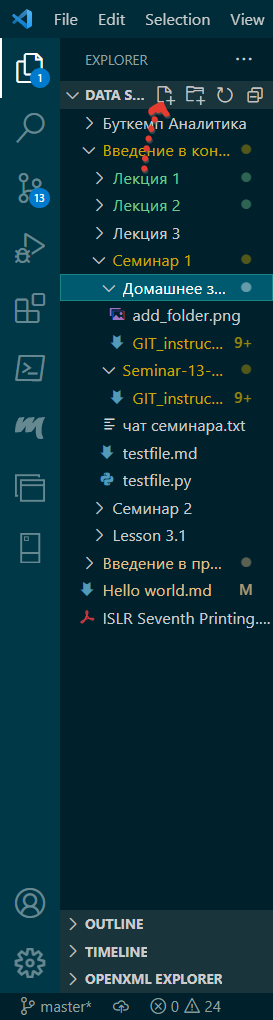 File Edit Selection View
EXPLORER
1
DATA S...
Буткемп Аналитика
Введение в кон...
Лекция 1
13
Лекция 2
Лекция 3
Семинар 1
Домашнее з...
add_folder.png
GIT_instruc... 9+
Seminar-13-...
GIT_instruc... 9+
чат семинара.txt
testfile.md
testfile.py
Семинар 2
Lesson 3.1
Введение в пр...
Hello world.md M
ISLR Seventh Printing....
OUTLINE
TIMELINE
OPENXML EXPLORER
master* 0 24